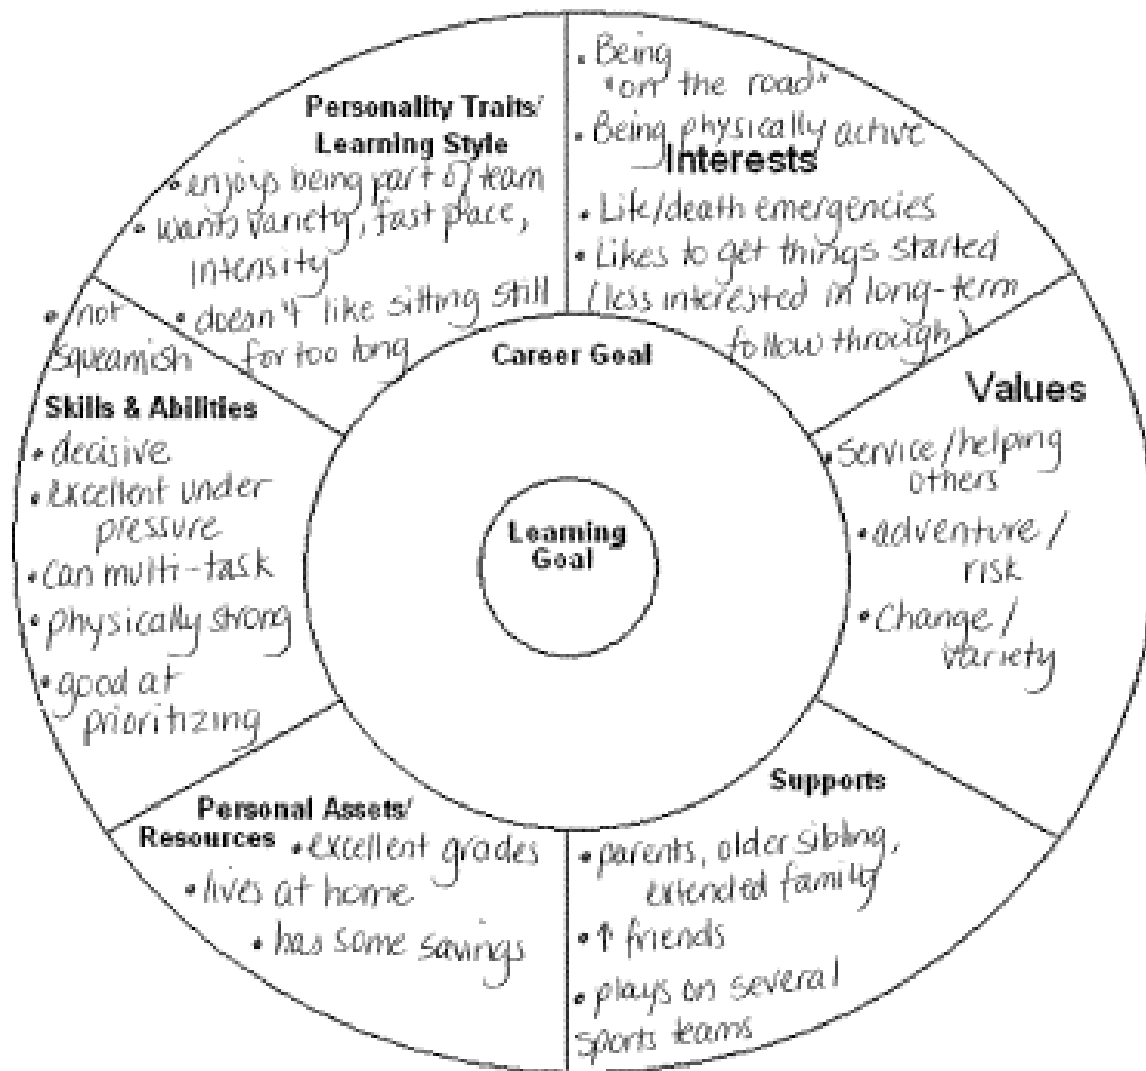 Personality Traits/
Learning Style
• enjoys being part of team
• wants variety, fast place,
intensity
• doesn't like sitting still
for too long
• Being
"on the road"
• Being physically active
Interests
• Life/death emergencies
• Likes to get things started
(less interested in long-term
follow through)
Values
• Service/helping
others
• adventure/
risk
• Change/
variety
Supports
• parents, older sibling,
extended family
• ↑ friends
• plays on several
sports teams
Personal Assets/
Resources • excellent grades
• lives at home
• has some savings
• not
squeamish
Skills & Abilities
• decisive
• excellent under
pressure
• can multi-task
• physically strong
• good at
prioritizing
Career Goal
Learning
Goal